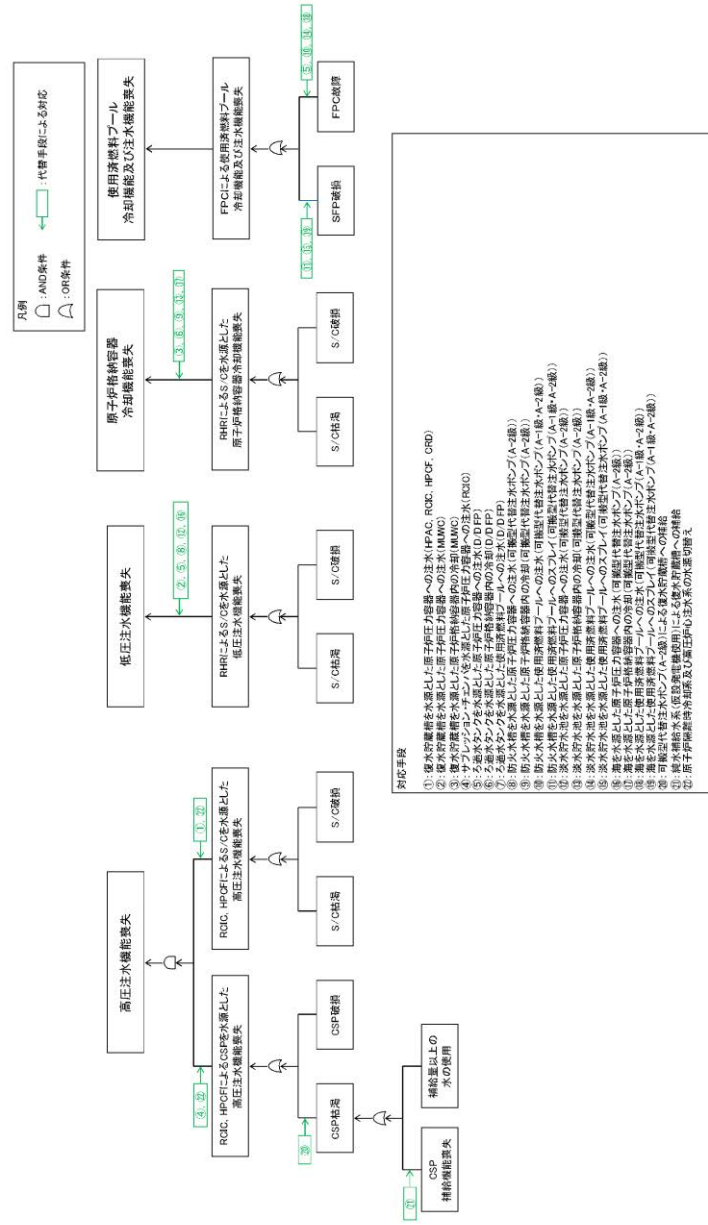 凡例
:AND条件
:OR条件
:代替手段による対応
高圧注水機能喪失
④, ㉒
①, ㉒
RCIC, HPCFによるCSPを水源とした
高圧注水機能喪失
RCIC, HPCFによるS/Cを水源とした
高圧注水機能喪失
⑳
CSP枯渇
CSP破損
S/C枯渇
S/C破損
㉑
CSP
補給機能喪失
補給量以上の
水の使用
低圧注水機能喪失
②, ⑤, ⑧, ⑫, ⑯
RHRによるS/Cを水源とした
低圧注水機能喪失
S/C枯渇
S/C破損
原子炉格納容器
冷却機能喪失
③, ⑥, ⑨, ⑬, ⑰
RHRによるS/Cを水源とした
原子炉格納容器冷却機能喪失
S/C枯渇
S/C破損
使用済燃料プール
冷却機能及び注水機能喪失
FPCによる使用済燃料プール
冷却機能及び注水機能喪失
⑪, ⑮, ⑲
SFP破損
FPC故障
対応手段
①:復水貯蔵槽を水源とした原子炉圧力容器への注水(HPAC, RCIC, HPCF, CRD)
②:復水貯蔵槽を水源とした原子炉圧力容器への注水(MUWC)
③:復水貯蔵槽を水源とした原子炉格納容器内の冷却(MUWC)
④:サプレッション・チェンバを水源とした原子炉圧力容器への注水(RCIC)
⑤:ろ過水タンクを水源とした原子炉圧力容器への注水(D/D FP)
⑥:ろ過水タンクを水源とした原子炉格納容器内の冷却(D/D FP)
⑦:ろ過水タンクを水源とした使用済燃料プールへの注水(D/D FP)
⑧:防火水槽を水源とした原子炉圧力容器への注水(可搬型代替注水ポンプ(A-2級))
⑨:防火水槽を水源とした原子炉格納容器内の冷却(可搬型代替注水ポンプ(A-2級))
⑩:防火水槽を水源とした使用済燃料プールへの注水(可搬型代替注水ポンプ(A-1級・A-2級))
⑪:防火水槽を水源とした使用済燃料プールへのスプレイ(可搬型代替注水ポンプ(A-1級・A-2級))
⑫:淡水貯水池を水源とした原子炉圧力容器への注水(可搬型代替注水ポンプ(A-2級))
⑬:淡水貯水池を水源とした原子炉格納容器内の冷却(可搬型代替注水ポンプ(A-2級))
⑭:淡水貯水池を水源とした使用済燃料プールへの注水(可搬型代替注水ポンプ(A-1級・A-2級))
⑮:淡水貯水池を水源とした使用済燃料プールへのスプレイ(可搬型代替注水ポンプ(A-1級・A-2級))
⑯:海を水源とした原子炉圧力容器への注水(可搬型代替注水ポンプ(A-2級))
⑰:海を水源とした原子炉格納容器内の冷却(可搬型代替注水ポンプ(A-2級))
⑱:海を水源とした使用済燃料プールへの注水(可搬型代替注水ポンプ(A-1級・A-2級))
⑲:海を水源とした使用済燃料プールへのスプレイ(可搬型代替注水ポンプ(A-1級・A-2級))
⑳:可搬型代替注水ポンプ(A-2級)による復水貯蔵槽への補給
㉑:純水補給水系(仮設発電機使用)による復水貯蔵槽への補給
㉒:原子炉隔離時冷却系及び高圧炉心注水系の水源切替え